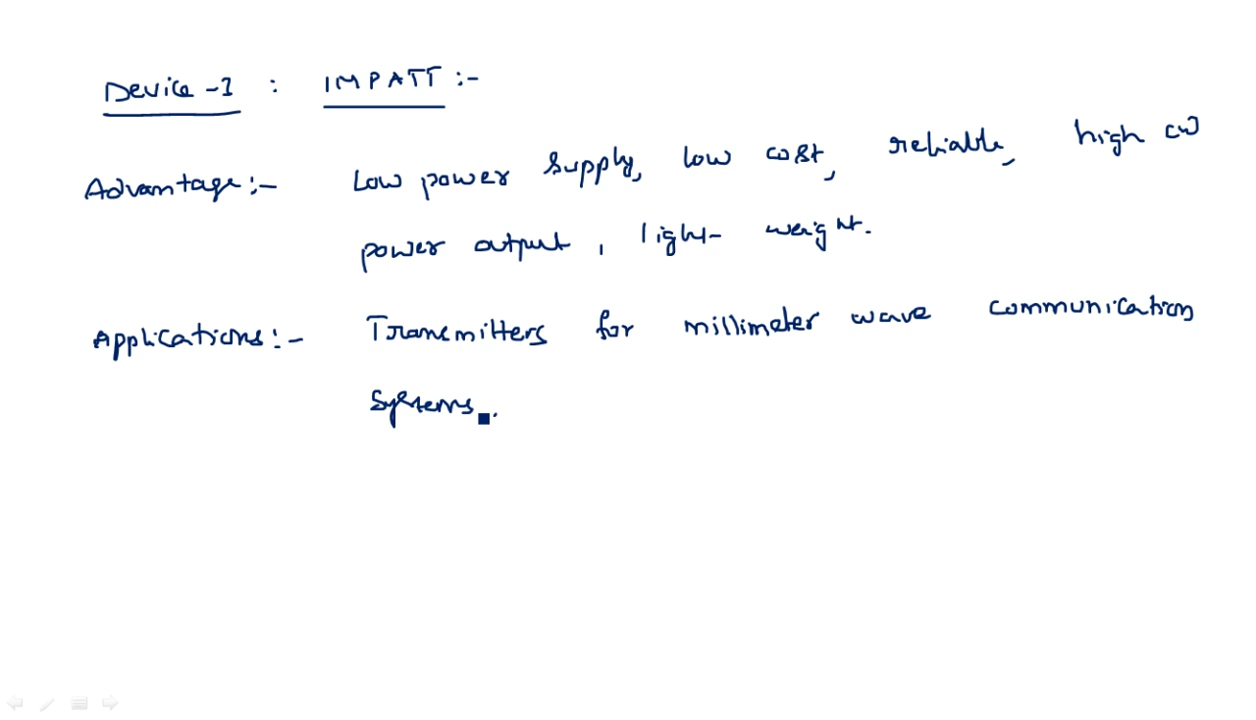 Device-1 : IMPATT :-
Advantage:- Low power supply, low cost, reliable, high CW
power output, light weight.
Applications:- Transmitters for millimeter wave communication
Systems.